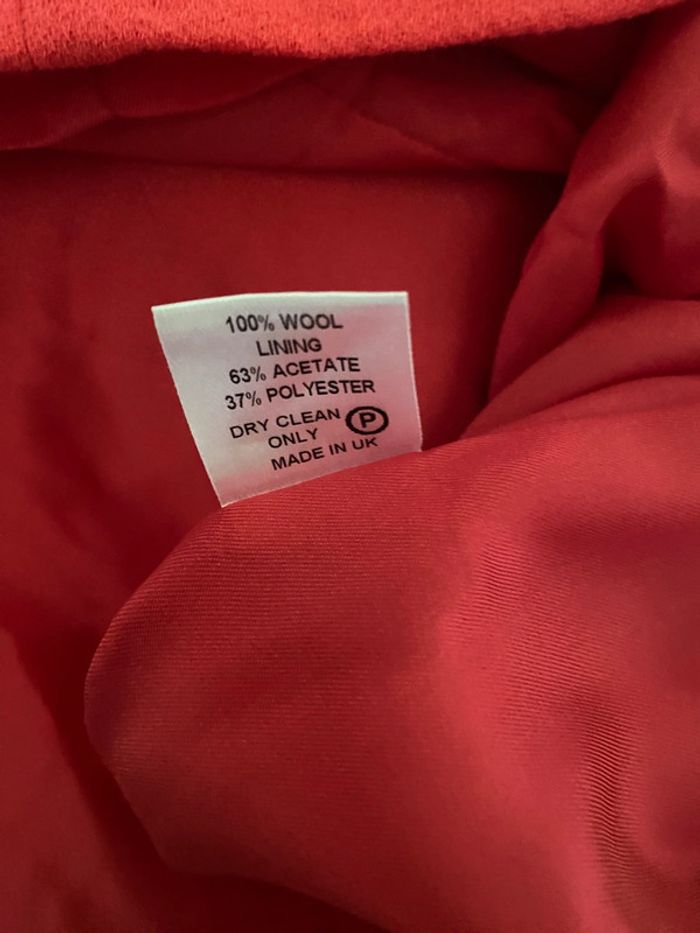 100% WOOL
LINING
63% ACETATE
37% POLYESTER
DRY CLEAN P
ONLY
MADE IN UK